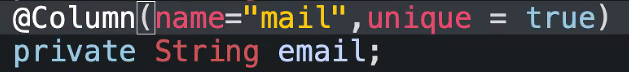 @Column(name="mail",unique = true)
private String email;